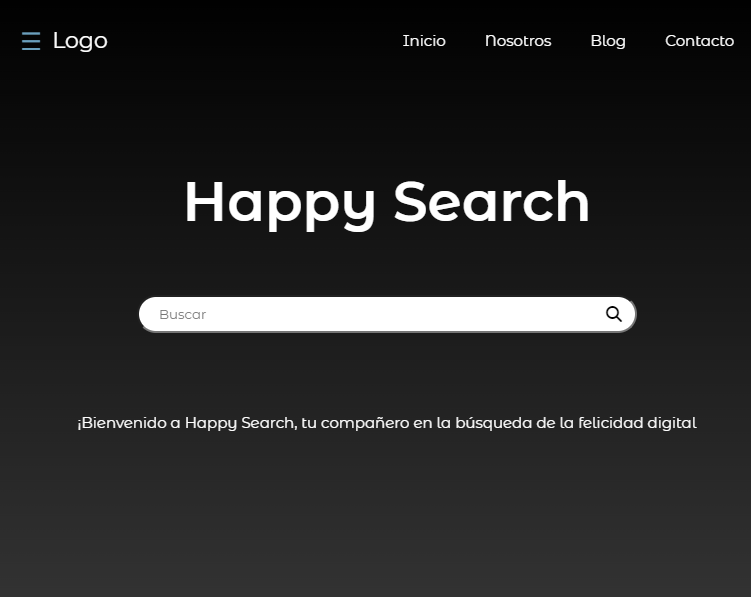 Logo
Inicio Nosotros Blog Contacto
Happy Search
Buscar
¡Bienvenido a Happy Search, tu compañero en la búsqueda de la felicidad digital